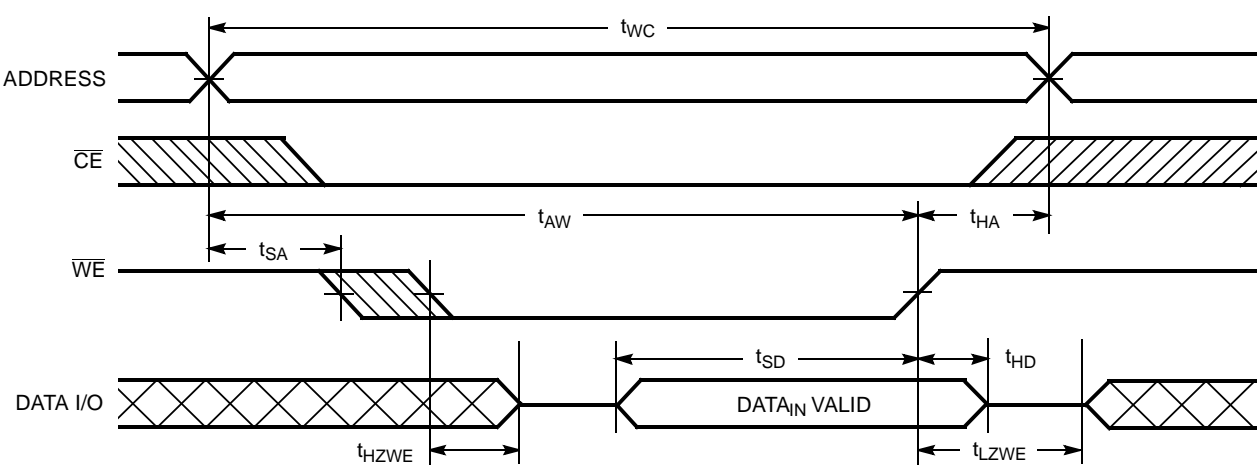 tWC
ADDRESS
CE
tAW
tHA
tSA
WE
tSD
tHD
DATA I/O
DATAIN VALID
tHZWE
tLZWE